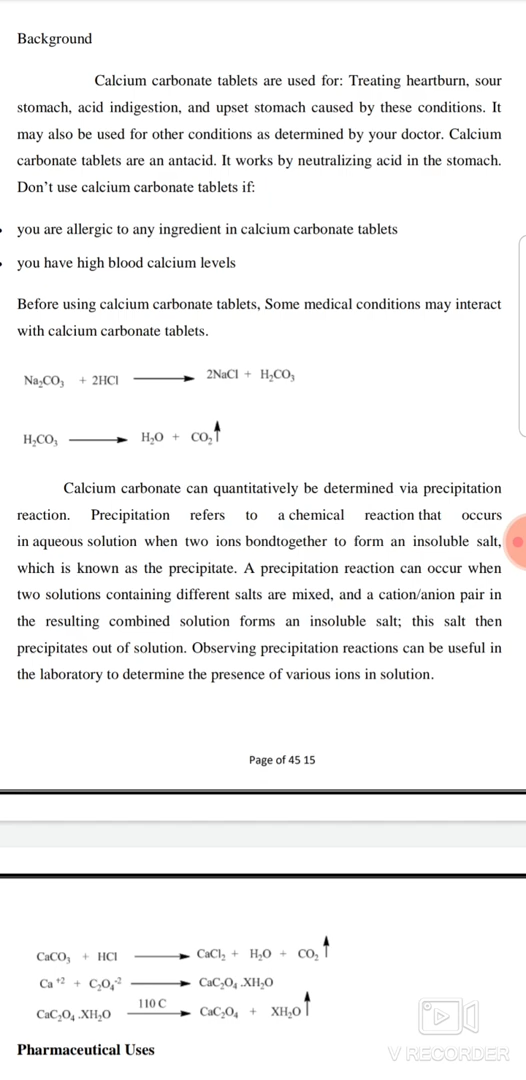 Background
Calcium carbonate tablets are used for: Treating heartburn, sour
stomach, acid indigestion, and upset stomach caused by these conditions. It
may also be used for other conditions as determined by your doctor. Calcium
carbonate tablets are an antacid. It works by neutralizing acid in the stomach.
Don't use calcium carbonate tablets if:
you are allergic to any ingredient in calcium carbonate tablets
you have high blood calcium levels
Before using calcium carbonate tablets, Some medical conditions may interact
with calcium carbonate tablets.
Na₂CO₃ + 2HCl ⟶ 2NaCl + H₂CO₃
H₂CO₃ ⟶ H₂O + CO₂↑
Calcium carbonate can quantitatively be determined via precipitation
reaction. Precipitation refers to a chemical reaction that occurs
in aqueous solution when two ions bondtogether to form an insoluble salt,
which is known as the precipitate. A precipitation reaction can occur when
two solutions containing different salts are mixed, and a cation/anion pair in
the resulting combined solution forms an insoluble salt; this salt then
precipitates out of solution. Observing precipitation reactions can be useful in
the laboratory to determine the presence of various ions in solution.
Page of 45 15
CaCO₃ + HCl ⟶ CaCl₂ + H₂O + CO₂↑
Ca⁺² + C₂O₄⁻² ⟶ CaC₂O₄ .XH₂O
CaC₂O₄ .XH₂O 110 C ⟶ CaC₂O₄ + XH₂O↑
Pharmaceutical Uses
V RECORDER